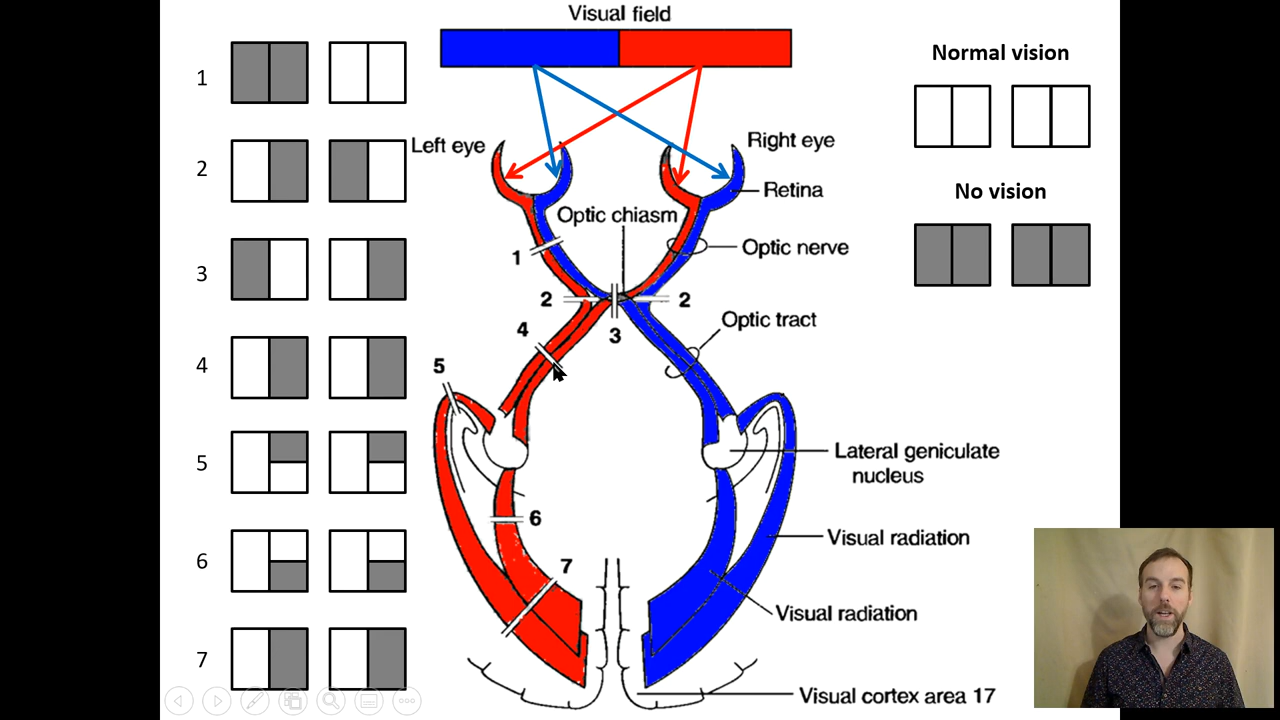 Visual field
1
2
3
4
5
6
7
Left eye
Right eye
Retina
Optic chiasm
Optic nerve
1
2
2
3
Optic tract
4
5
Lateral geniculate
nucleus
6
Visual radiation
7
Visual radiation
Visual cortex area 17
Normal vision
No vision